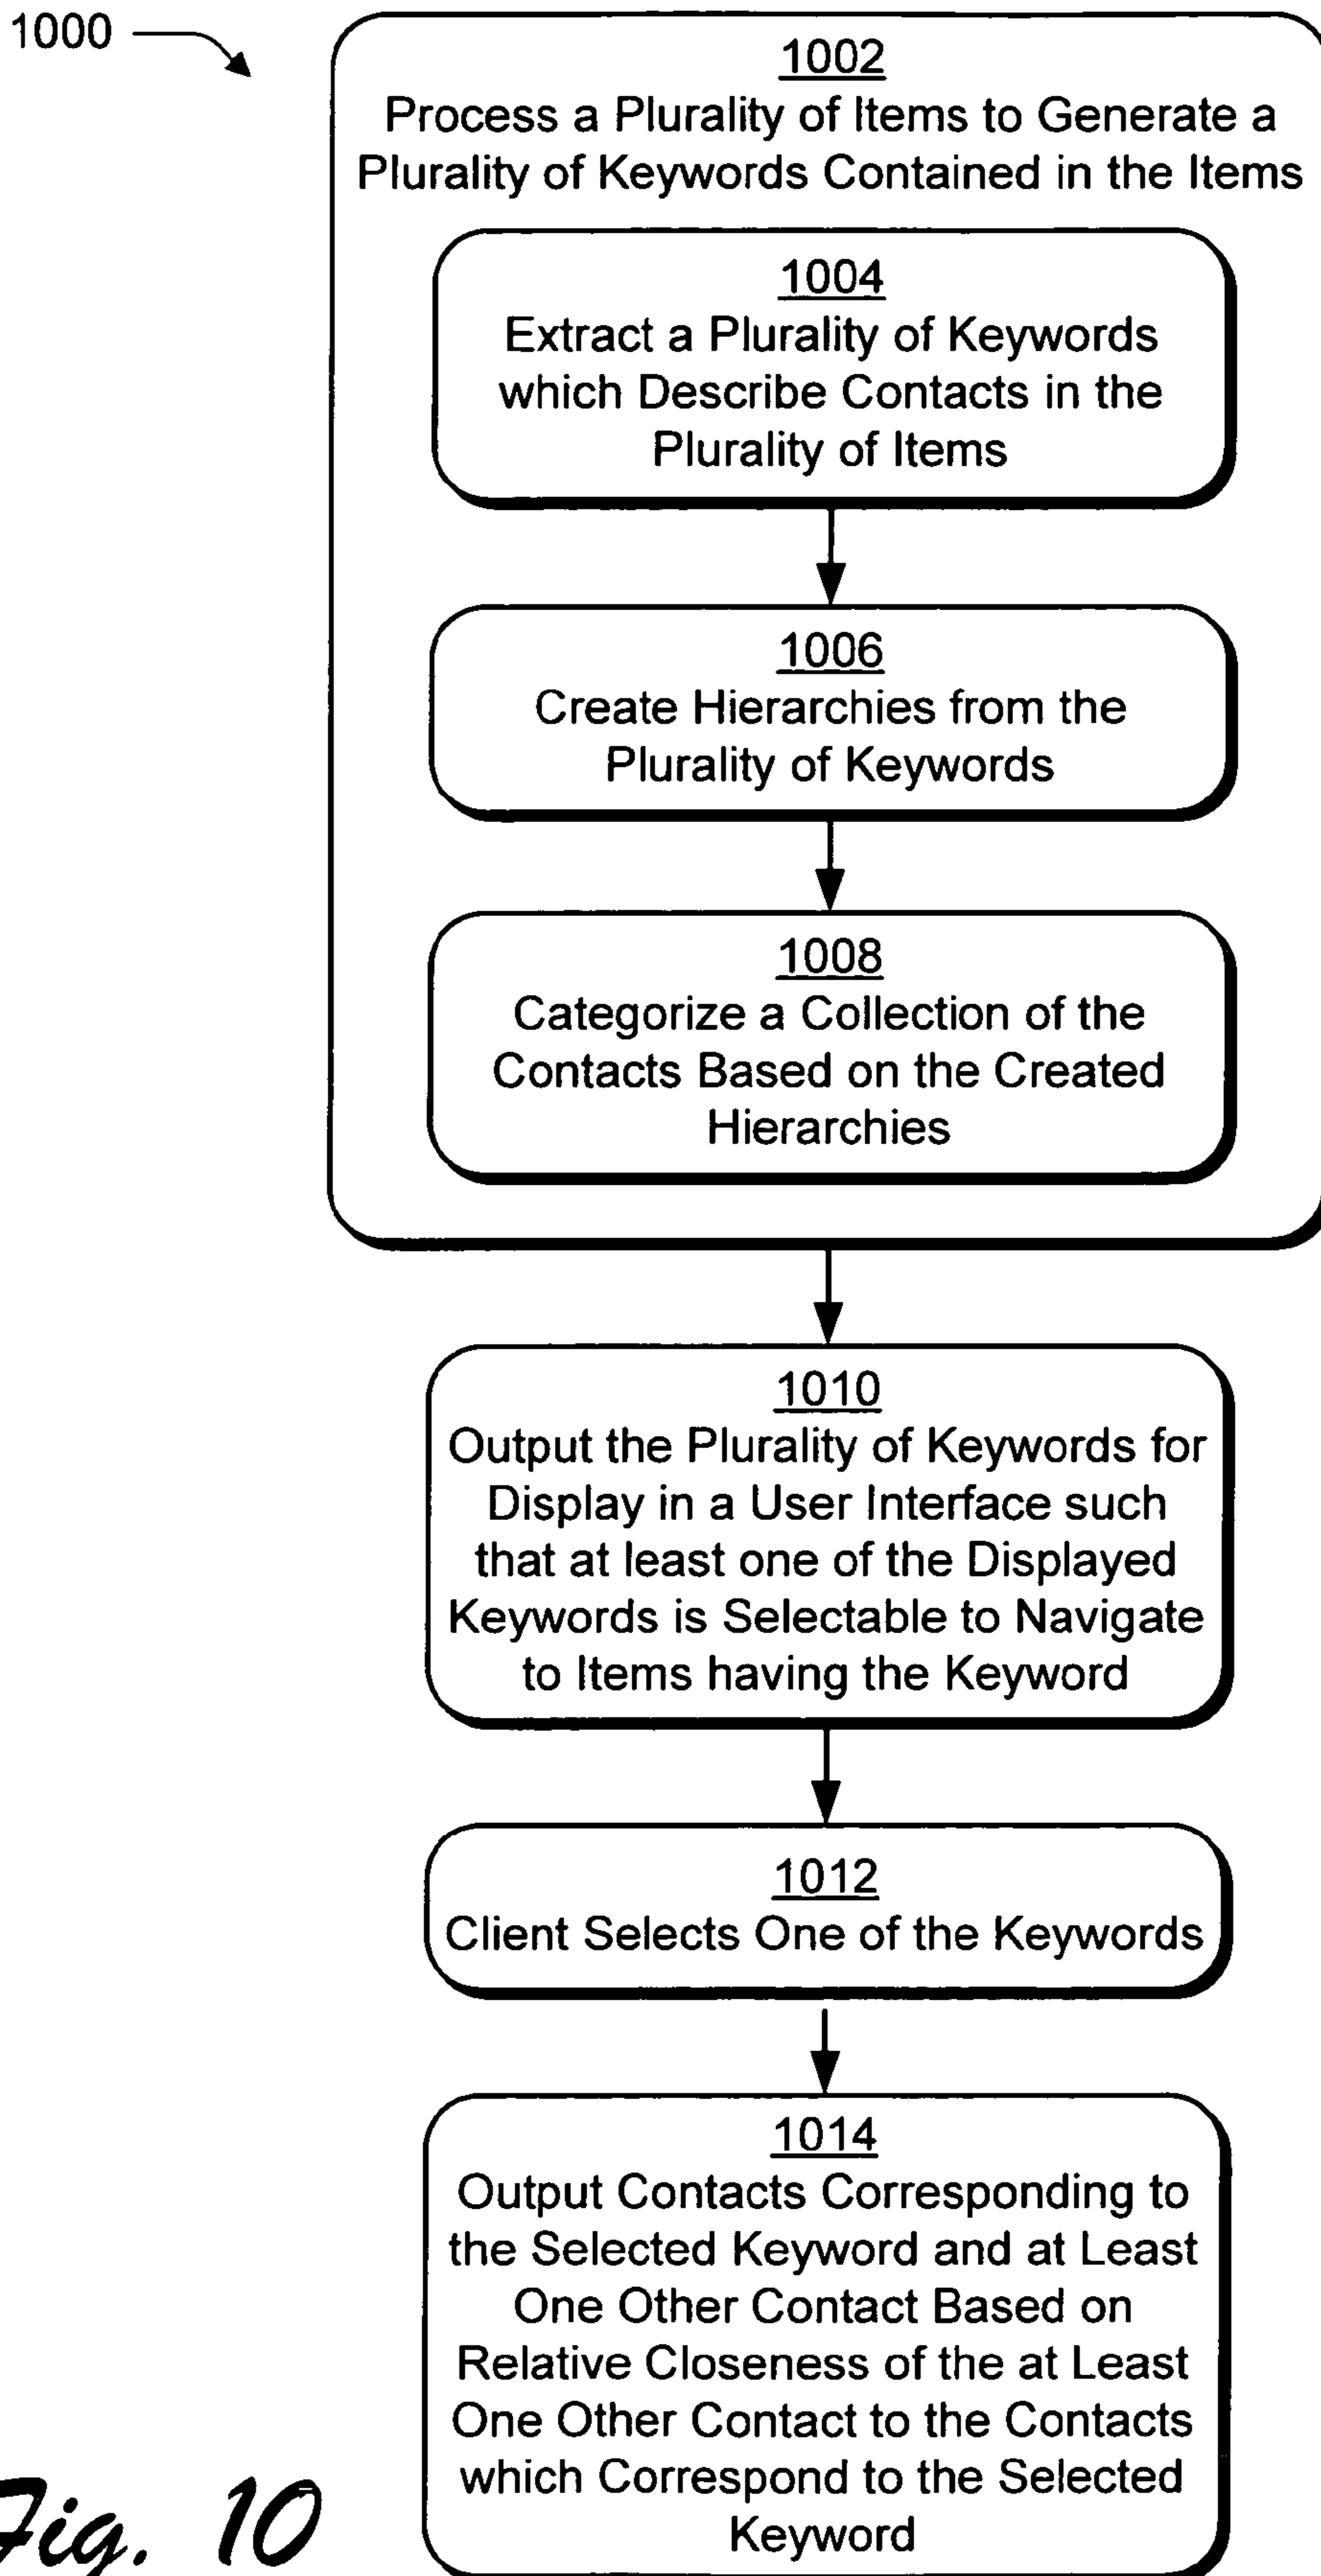 1000
1002
Process a Plurality of Items to Generate a
Plurality of Keywords Contained in the Items
1004
Extract a Plurality of Keywords
which Describe Contacts in the
Plurality of Items
1006
Create Hierarchies from the
Plurality of Keywords
1008
Categorize a Collection of the
Contacts Based on the Created
Hierarchies
1010
Output the Plurality of Keywords for
Display in a User Interface such
that at least one of the Displayed
Keywords is Selectable to Navigate
to Items having the Keyword
1012
Client Selects One of the Keywords
1014
Output Contacts Corresponding to
the Selected Keyword and at Least
One Other Contact Based on
Relative Closeness of the at Least
One Other Contact to the Contacts
which Correspond to the Selected
Keyword
Fig. 10